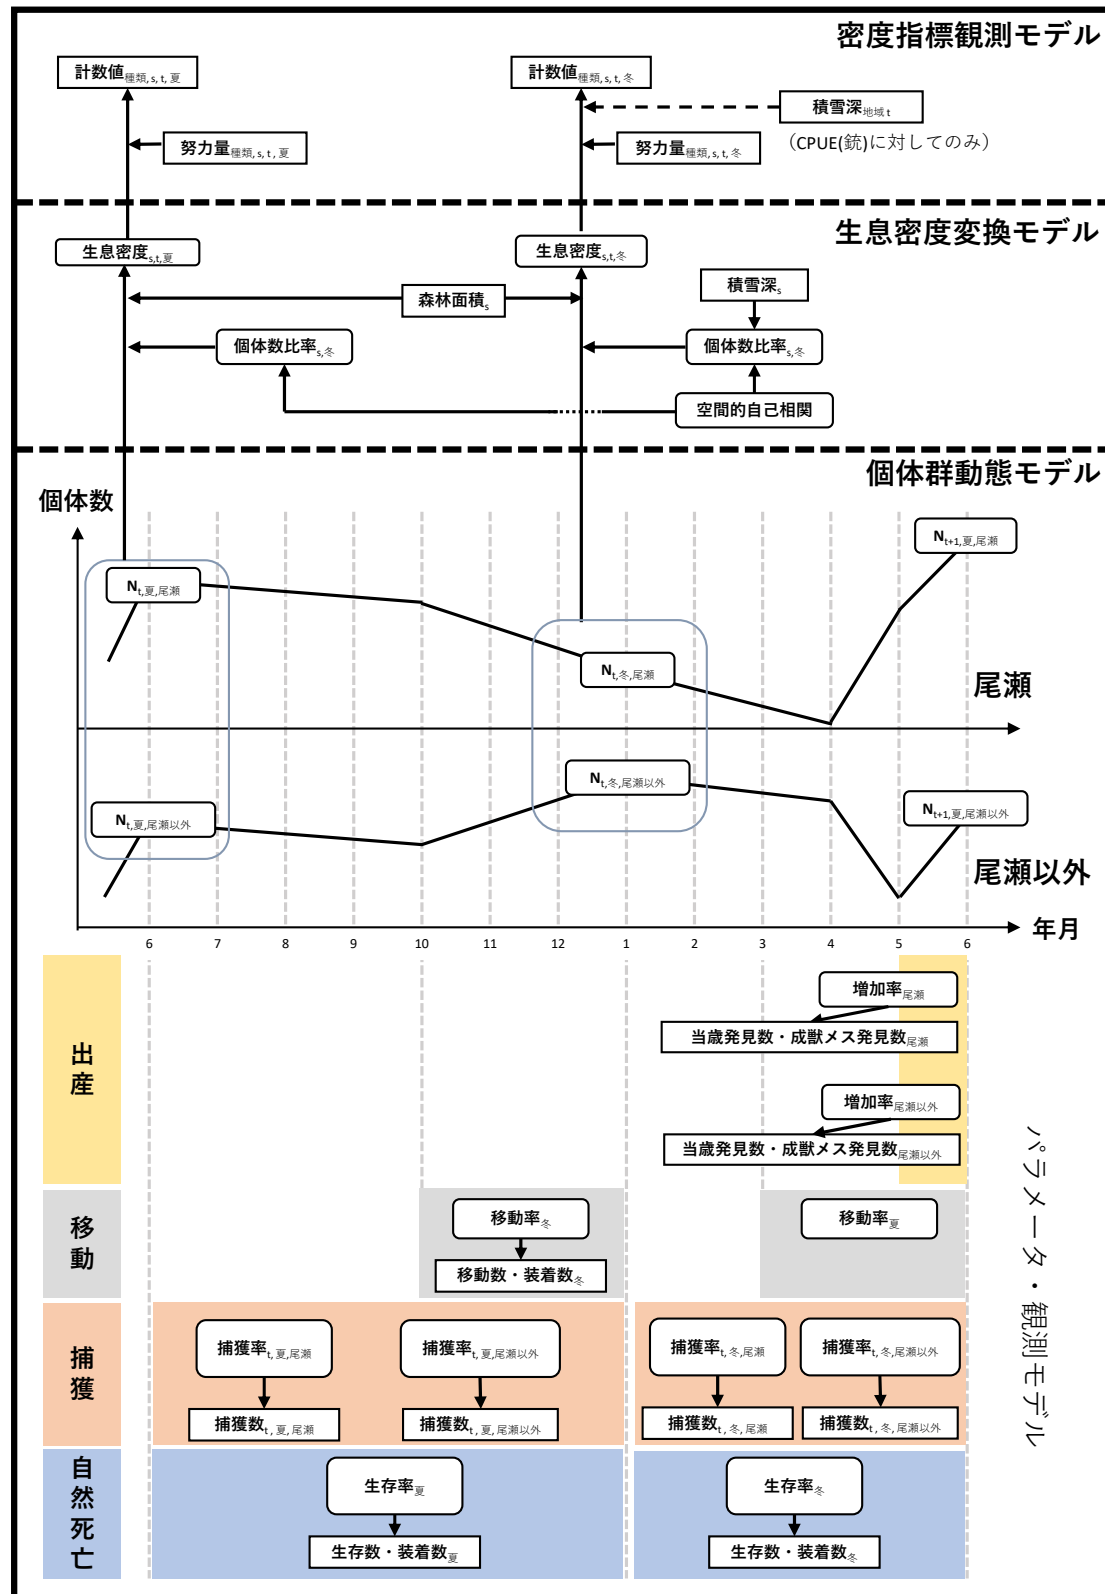 密度指標観測モデル
計数値種類, s, t, 夏
計数値種類, s, t, 冬
積雪深地域 t
努力量種類, s, t , 夏
努力量種類, s, t, 冬
（CPUE(銃)に対してのみ）
生息密度変換モデル
生息密度s,t,夏
生息密度s,t,冬
積雪深s
森林面積s
個体数比率s,冬
個体数比率s,冬
空間的自己相関
個体群動態モデル
個体数
Nt,夏,尾瀬
Nt+1,夏,尾瀬
Nt,冬,尾瀬
尾瀬
Nt,冬,尾瀬以外
Nt,夏,尾瀬以外
Nt+1,夏,尾瀬以外
尾瀬以外
年月
6 7 8 9 10 11 12 1 2 3 4 5 6
出産
増加率尾瀬
当歳発見数・成獣メス発見数尾瀬
増加率尾瀬以外
当歳発見数・成獣メス発見数尾瀬以外
移動
移動率冬
移動率夏
移動数・装着数冬
捕獲
捕獲率t,夏,尾瀬
捕獲率t,夏,尾瀬以外
捕獲率t,冬,尾瀬
捕獲率t,冬,尾瀬以外
捕獲数t , 夏, 尾瀬
捕獲数t , 夏, 尾瀬以外
捕獲数t , 冬, 尾瀬
捕獲数t , 冬, 尾瀬以外
自然死亡
生存率夏
生存率冬
生存数・装着数夏
生存数・装着数冬
パラメータ・観測モデル